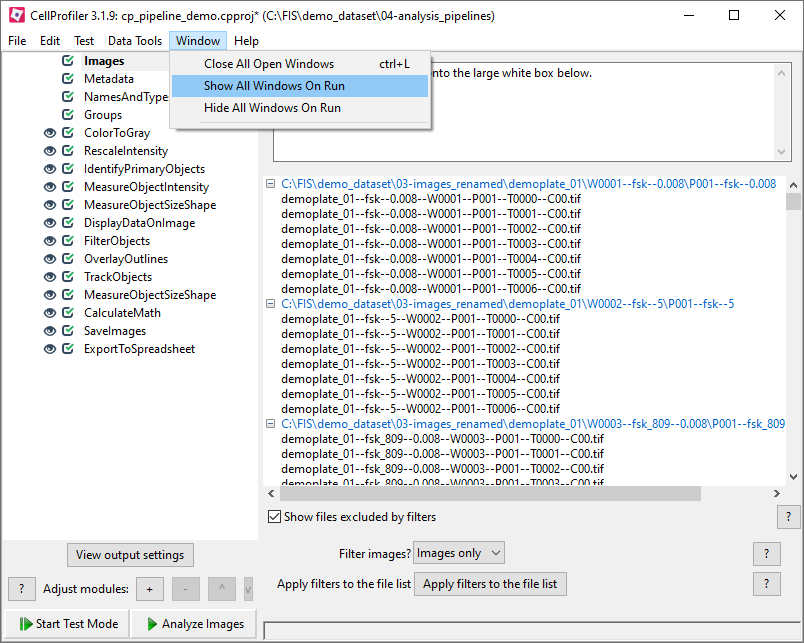 CellProfiler 3.1.9: cp_pipeline_demo.cpproj* (C:\FIS\demo_dataset\04-analysis_pipelines)
File Edit Test Data Tools Window Help
Close All Open Windows ctrl+L
Show All Windows On Run
Hide All Windows On Run
Images
Metadata
NamesAndType
Groups
ColorToGray
RescaleIntensity
IdentifyPrimaryObjects
MeasureObjectIntensity
MeasureObjectSizeShape
DisplayDataOnImage
FilterObjects
OverlayOutlines
TrackObjects
MeasureObjectSizeShape
CalculateMath
SaveImages
ExportToSpreadsheet
onto the large white box below.
C:\FIS\demo_dataset\03-images_renamed\demoplate_01\W0001--fsk--0.008\P001--fsk--0.008
demoplate_01--fsk--0.008--W0001--P001--T0000--C00.tif
demoplate_01--fsk--0.008--W0001--P001--T0001--C00.tif
demoplate_01--fsk--0.008--W0001--P001--T0002--C00.tif
demoplate_01--fsk--0.008--W0001--P001--T0003--C00.tif
demoplate_01--fsk--0.008--W0001--P001--T0004--C00.tif
demoplate_01--fsk--0.008--W0001--P001--T0005--C00.tif
demoplate_01--fsk--0.008--W0001--P001--T0006--C00.tif
C:\FIS\demo_dataset\03-images_renamed\demoplate_01\W0002--fsk--5\P001--fsk--5
demoplate_01--fsk--5--W0002--P001--T0000--C00.tif
demoplate_01--fsk--5--W0002--P001--T0001--C00.tif
demoplate_01--fsk--5--W0002--P001--T0002--C00.tif
demoplate_01--fsk--5--W0002--P001--T0003--C00.tif
demoplate_01--fsk--5--W0002--P001--T0004--C00.tif
demoplate_01--fsk--5--W0002--P001--T0005--C00.tif
demoplate_01--fsk--5--W0002--P001--T0006--C00.tif
C:\FIS\demo_dataset\03-images_renamed\demoplate_01\W0003--fsk_809--0.008\P001--fsk_809
demoplate_01--fsk_809--0.008--W0003--P001--T0000--C00.tif
demoplate_01--fsk_809--0.008--W0003--P001--T0001--C00.tif
demoplate_01--fsk_809--0.008--W0003--P001--T0002--C00.tif
demoplate_01--fsk_809--0.008--W0003--P001--T0003--C00.tif
Show files excluded by filters ?
Filter images? Images only ?
Apply filters to the file list Apply filters to the file list ?
View output settings
? Adjust modules: + - ^ v
Start Test Mode Analyze Images